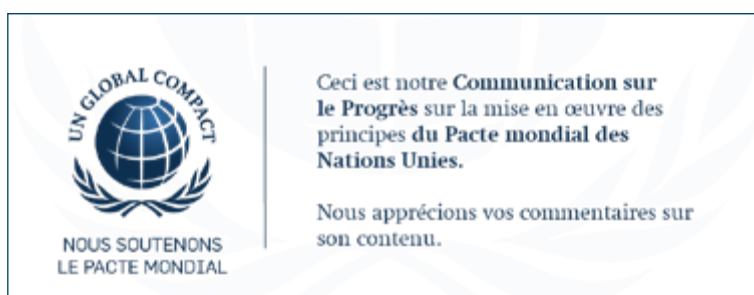 UN GLOBAL COMPACT
NOUS SOUTENONS
LE PACTE MONDIAL
Ceci est notre Communication sur
le Progrès sur la mise en œuvre des
principes du Pacte mondial des
Nations Unies.
Nous apprécions vos commentaires sur
son contenu.